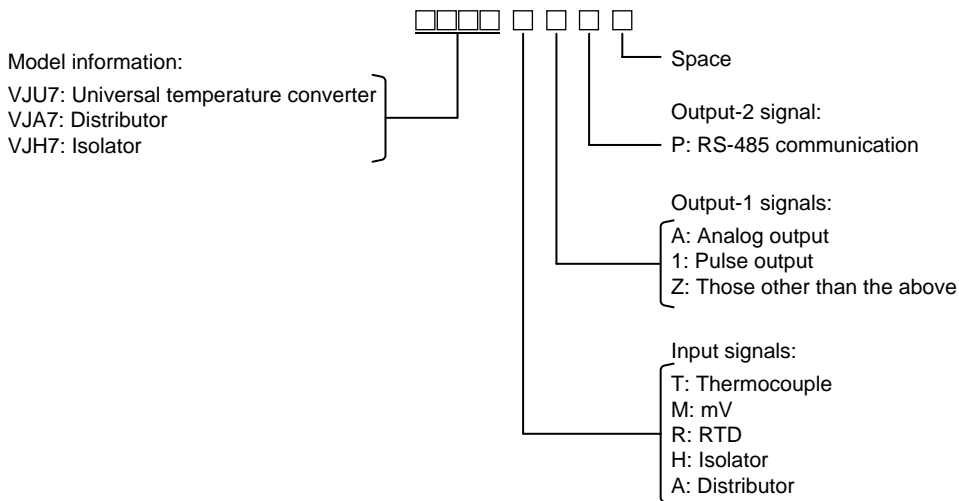 Model information:
VJU7: Universal temperature converter
VJA7: Distributor
VJH7: Isolator
Space
Output-2 signal:
P: RS-485 communication
Output-1 signals:
A: Analog output
1: Pulse output
Z: Those other than the above
Input signals:
T: Thermocouple
M: mV
R: RTD
H: Isolator
A: Distributor